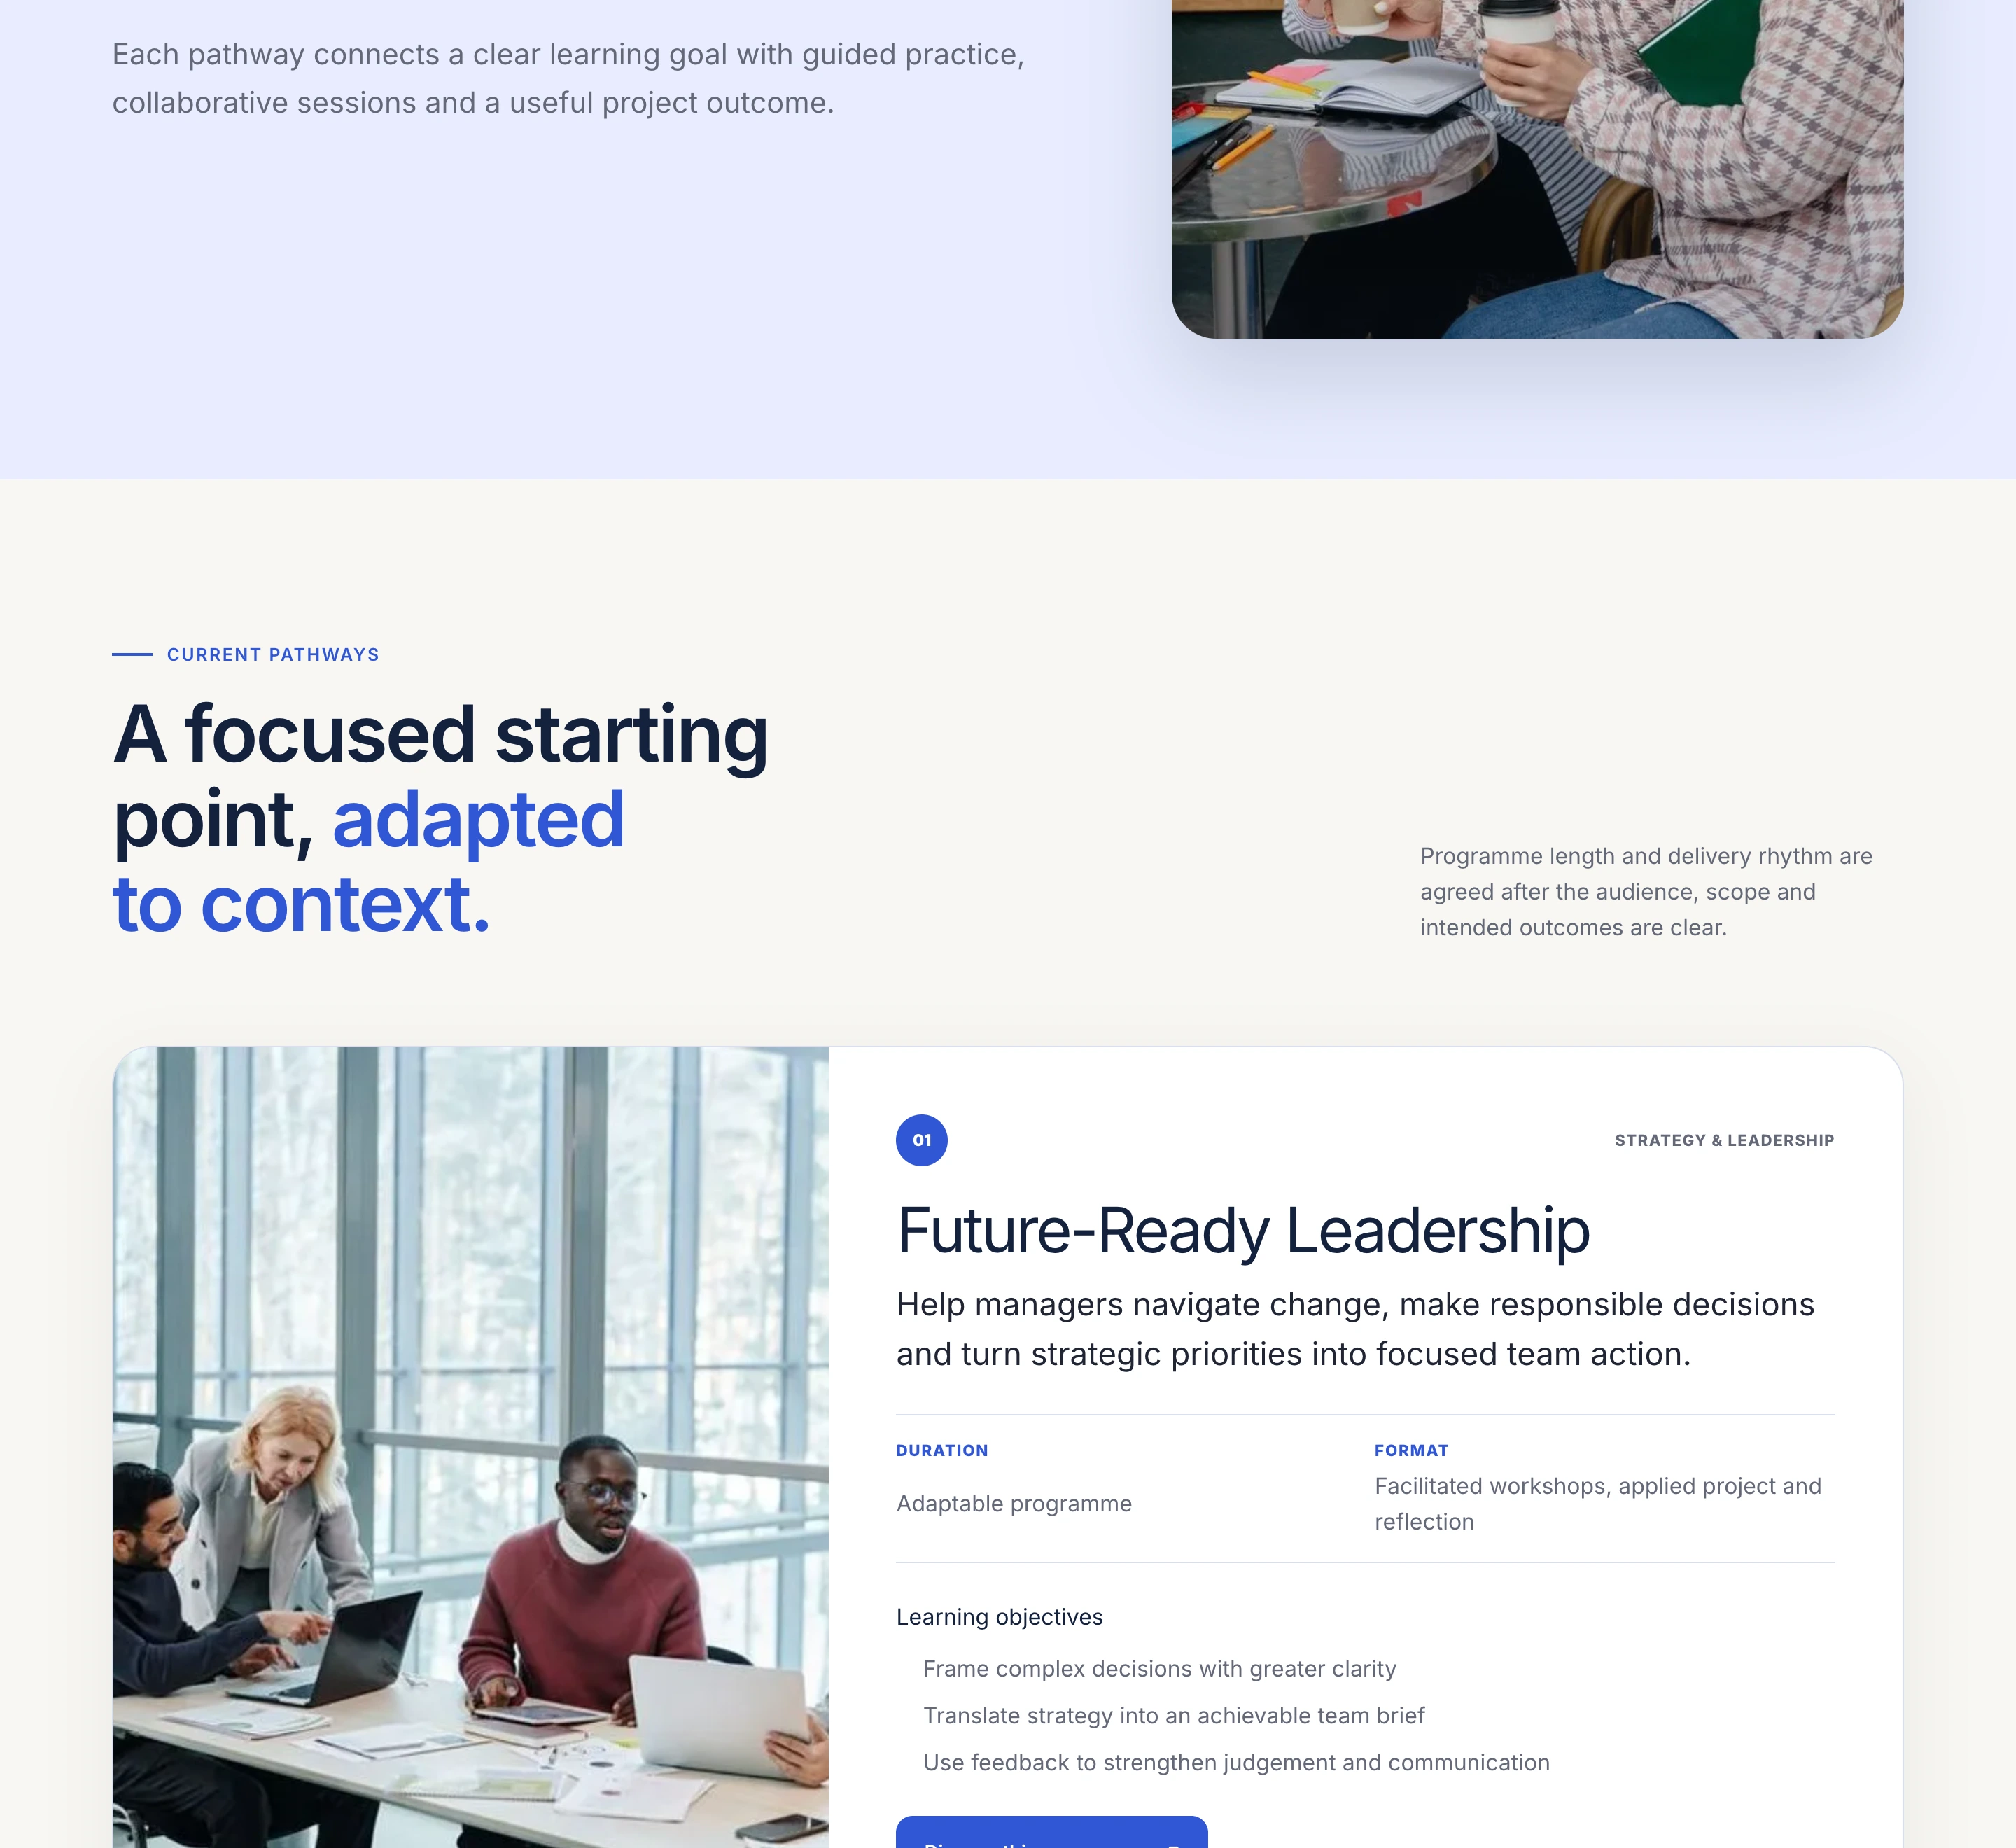 Each pathway connects a clear learning goal with guided practice,
collaborative sessions and a useful project outcome.
CURRENT PATHWAYS
A focused starting
point, adapted
to context.
Programme length and delivery rhythm are
agreed after the audience, scope and
intended outcomes are clear.
01
STRATEGY & LEADERSHIP
Future-Ready Leadership
Help managers navigate change, make responsible decisions
and turn strategic priorities into focused team action.
DURATION
Adaptable programme
FORMAT
Facilitated workshops, applied project and
reflection
Learning objectives
Frame complex decisions with greater clarity
Translate strategy into an achievable team brief
Use feedback to strengthen judgement and communication